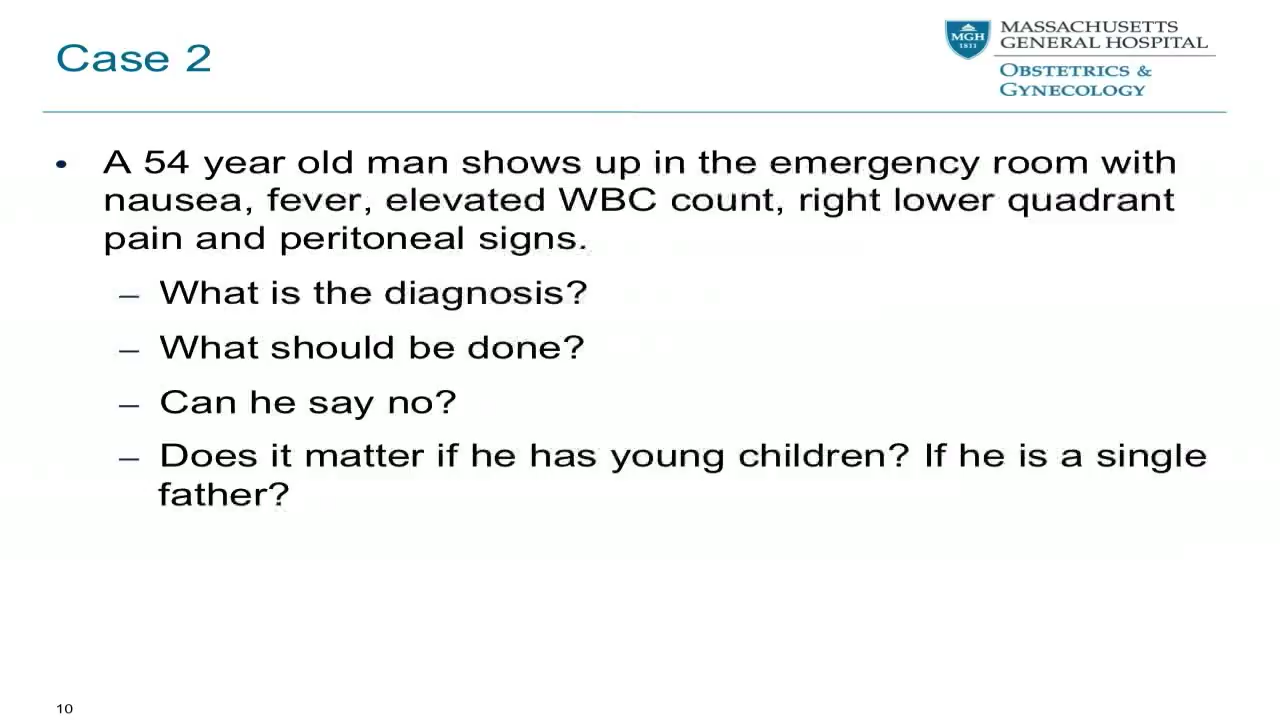 Case 2
MGH
1811
MASSACHUSETTS
GENERAL HOSPITAL
OBSTETRICS &
GYNECOLOGY
• A 54 year old man shows up in the emergency room with
nausea, fever, elevated WBC count, right lower quadrant
pain and peritoneal signs.
– What is the diagnosis?
– What should be done?
– Can he say no?
– Does it matter if he has young children? If he is a single
father?
10